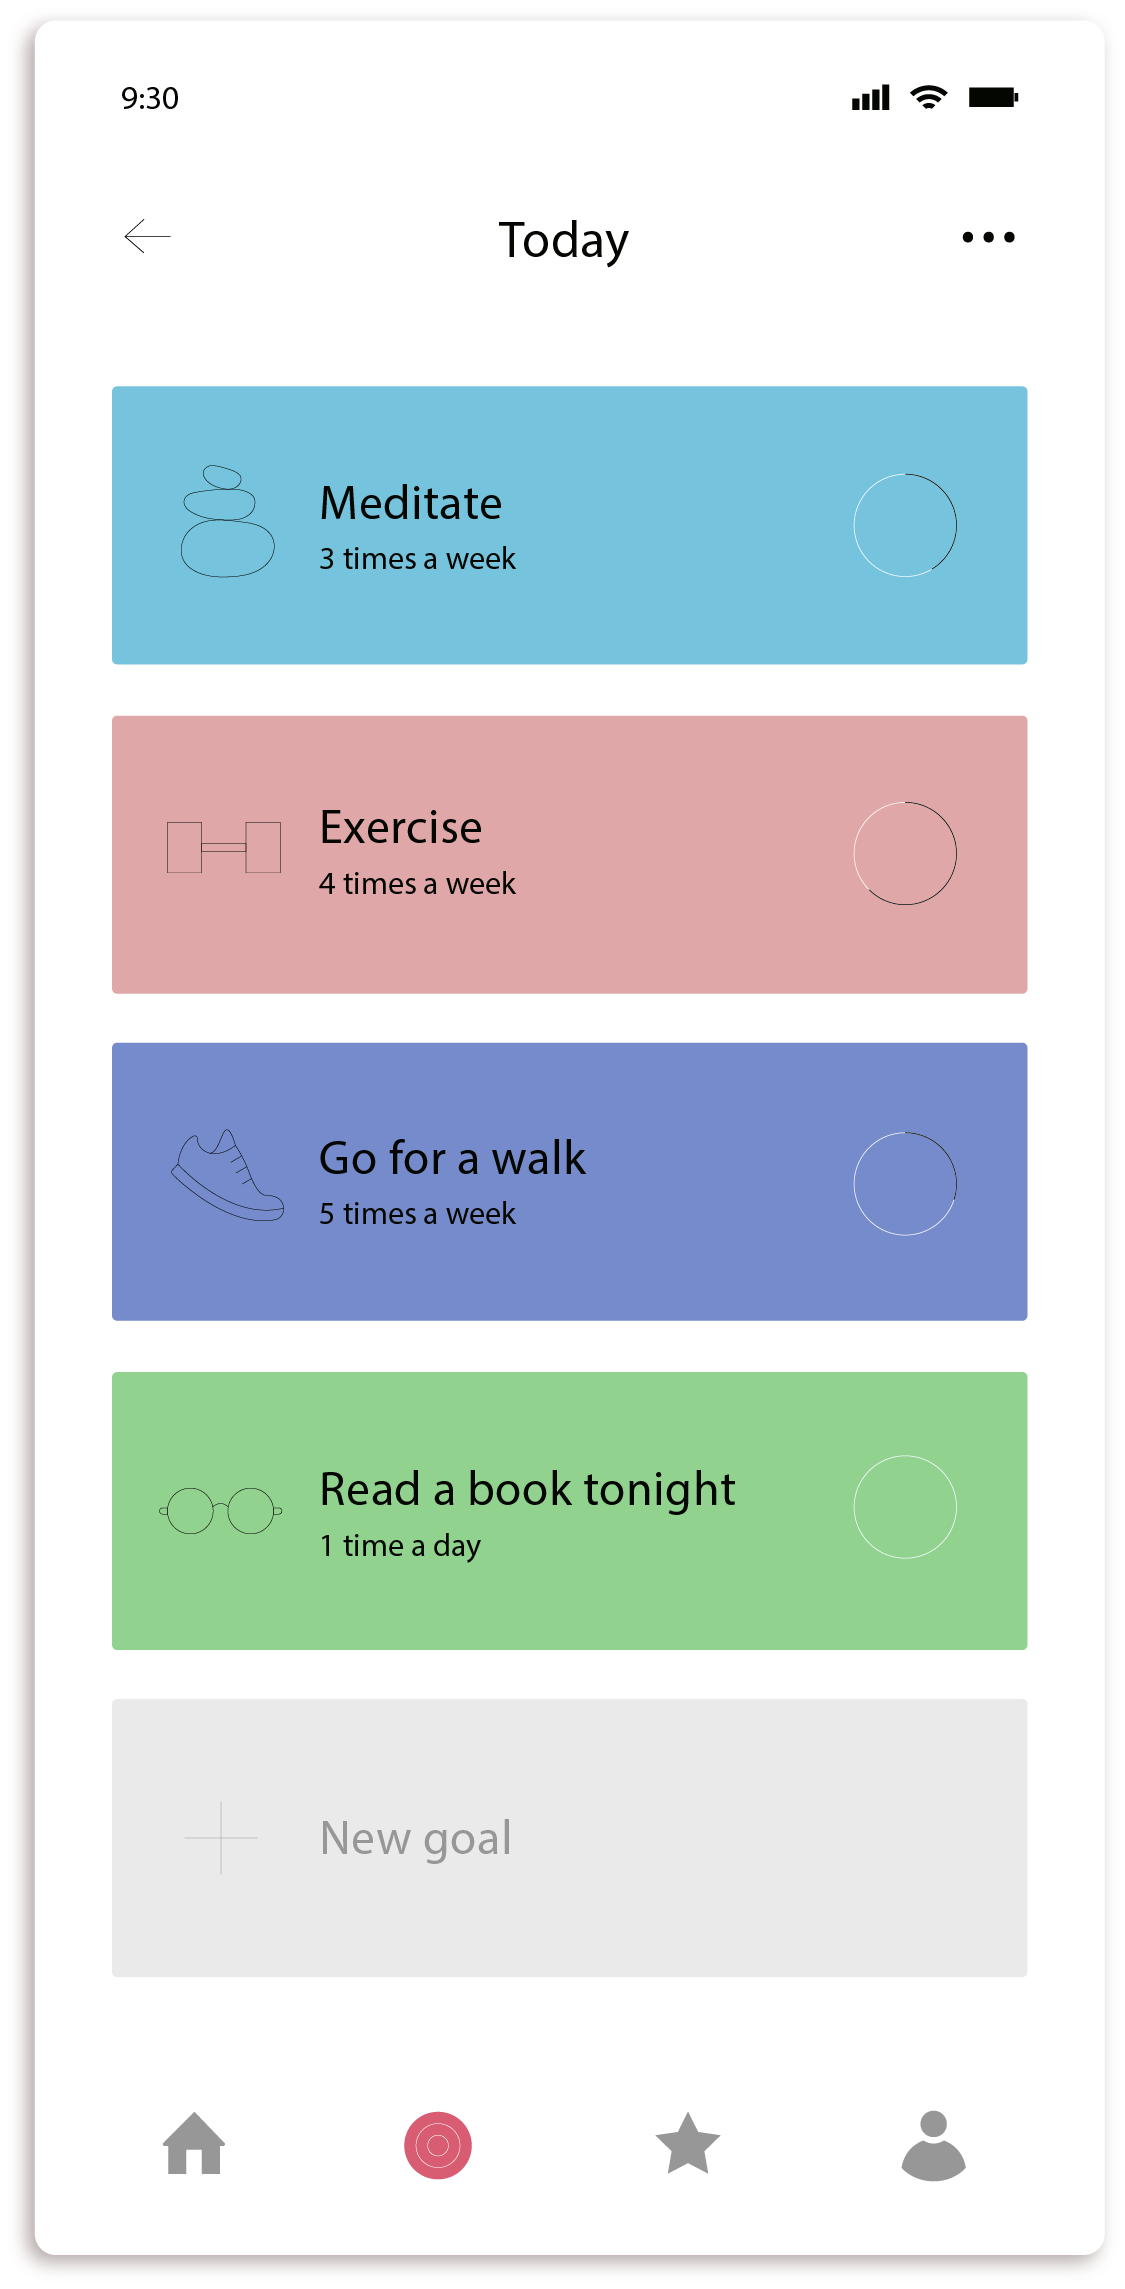 9:30
Today
Meditate
3 times a week
Exercise
4 times a week
Go for a walk
5 times a week
Read a book tonight
1 time a day
New goal